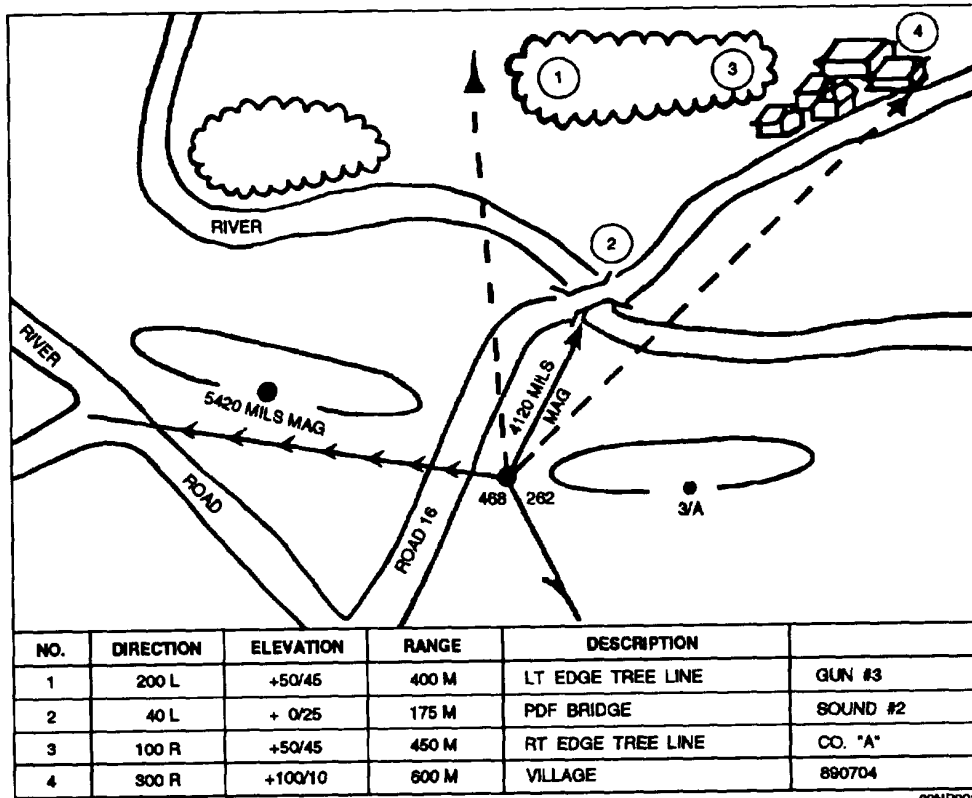 1
3
4
2
RIVER
RIVER
5420 MILS MAG
4120 MILS
MAG
ROAD
ROAD 16
468 262
3/A
NO. DIRECTION ELEVATION RANGE DESCRIPTION
1 200 L +50/45 400 M LT EDGE TREE LINE GUN #3
2 40 L + 0/25 175 M PDF BRIDGE SOUND #2
3 100 R +50/45 450 M RT EDGE TREE LINE CO. "A"
4 300 R +100/10 600 M VILLAGE 890704